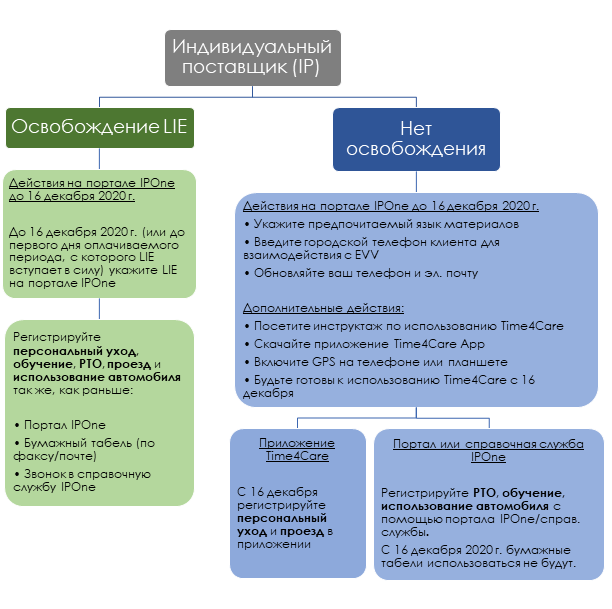 Индивидуальный
поставщик (IP)
Освобождение LIE
Нет
освобождения
Действия на портале IPOne
до 16 декабря 2020 г.
До 16 декабря 2020 г. (или до
первого дня оплачиваемого
периода, с которого LIE
вступает в силу) укажите LIE
на портале IPOne
Регистрируйте
персональный уход,
обучение, PTO, проезд и
использование автомобиля
так же, как раньше:
• Портал IPOne
• Бумажный табель (по
факсу/почте)
• Звонок в справочную
службу IPOne
Действия на портале IPOne до 16 декабря 2020 г.
• Укажите предпочитаемый язык материалов
• Введите городской телефон клиента для
взаимодействия с EVV
• Обновляйте ваш телефон и эл. почту
Дополнительные действия:
• Посетите инструктаж по использованию Time4Care
• Скачайте приложение Time4Care App
• Включите GPS на телефоне или планшете
• Будьте готовы к использованию Time4Care с 16
декабря
Приложение
Time4Care
С 16 декабря
регистрируйте
персональный
уход и проезд в
приложении
Портал или справочная служба
IPOne
Регистрируйте PTO, обучение,
использование автомобиля с
помощью портала IPOne/справ.
службы.
С 16 декабря 2020 г. бумажные
табели использоваться не будут.